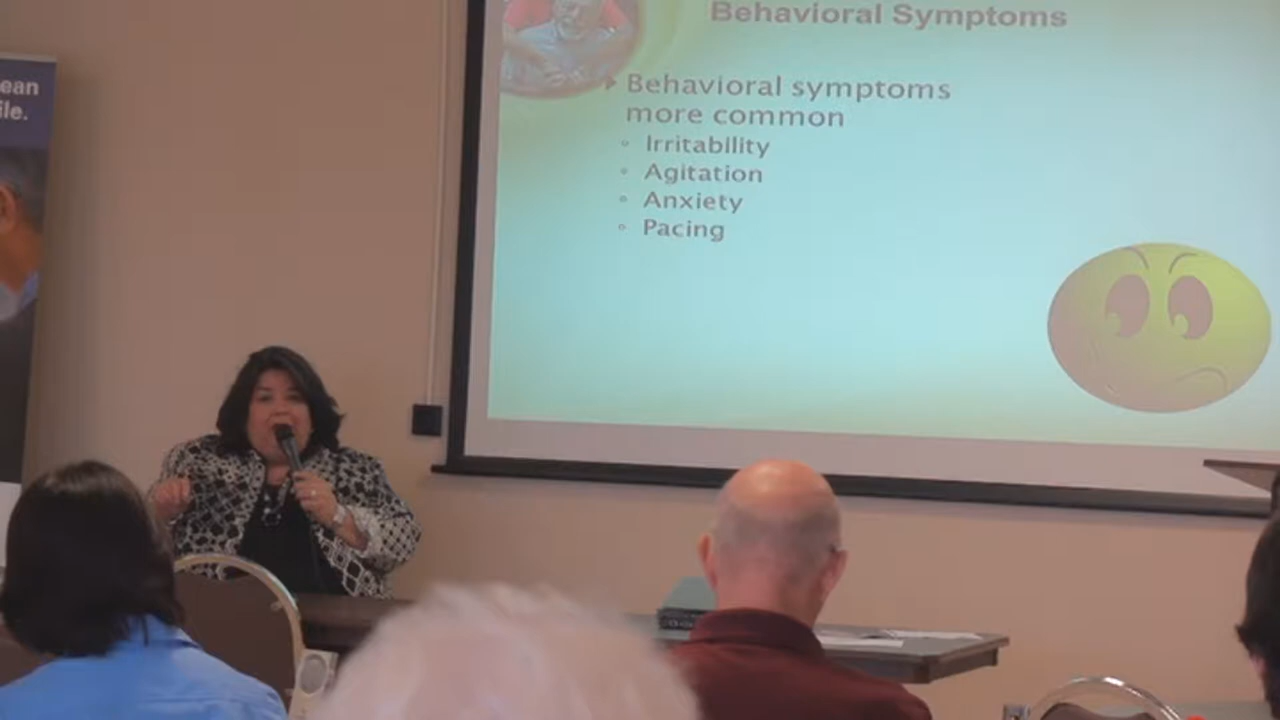 ean
ile.
Behavioral Symptoms
Behavioral symptoms
more common
Irritability
Agitation
Anxiety
Pacing